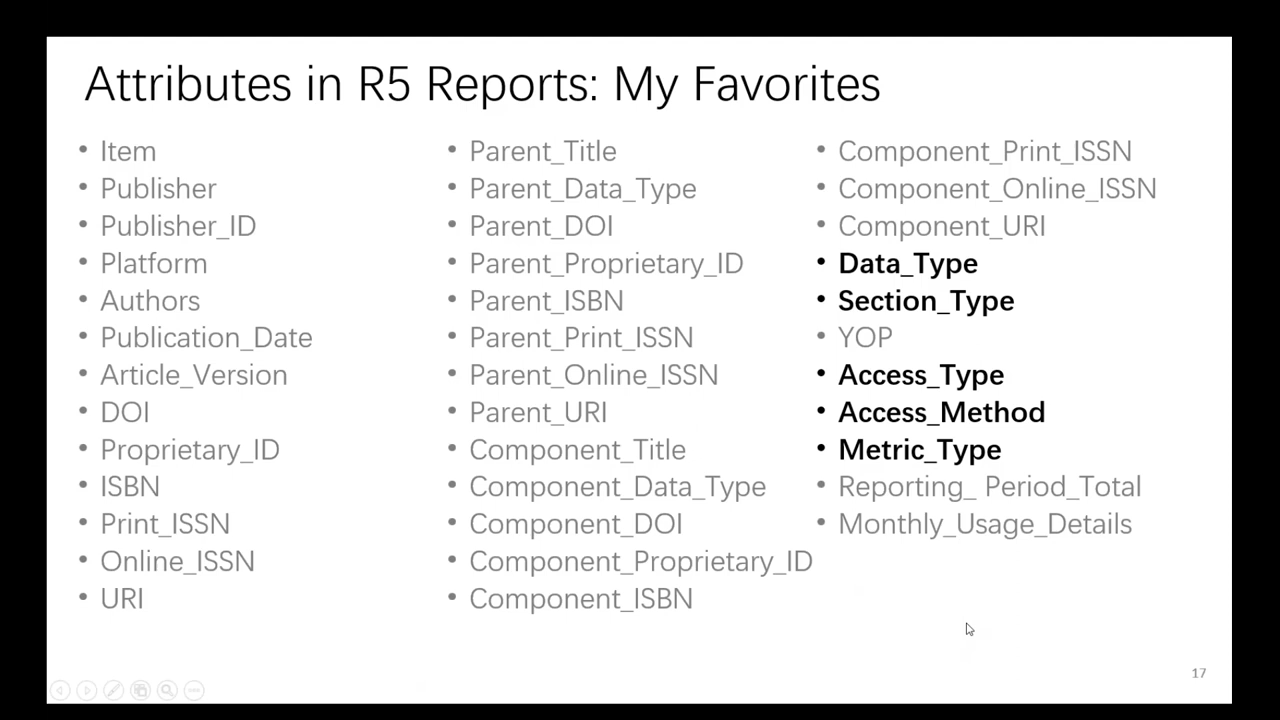 Attributes in R5 Reports: My Favorites
• Item
• Publisher
• Publisher_ID
• Platform
• Authors
• Publication_Date
• Article_Version
• DOI
• Proprietary_ID
• ISBN
• Print_ISSN
• Online_ISSN
• URI
• Parent_Title
• Parent_Data_Type
• Parent_DOI
• Parent_Proprietary_ID
• Parent_ISBN
• Parent_Print_ISSN
• Parent_Online_ISSN
• Parent_URI
• Component_Title
• Component_Data_Type
• Component_DOI
• Component_Proprietary_ID
• Component_ISBN
• Component_Print_ISSN
• Component_Online_ISSN
• Component_URI
• Data_Type
• Section_Type
• YOP
• Access_Type
• Access_Method
• Metric_Type
• Reporting_ Period_Total
• Monthly_Usage_Details
17